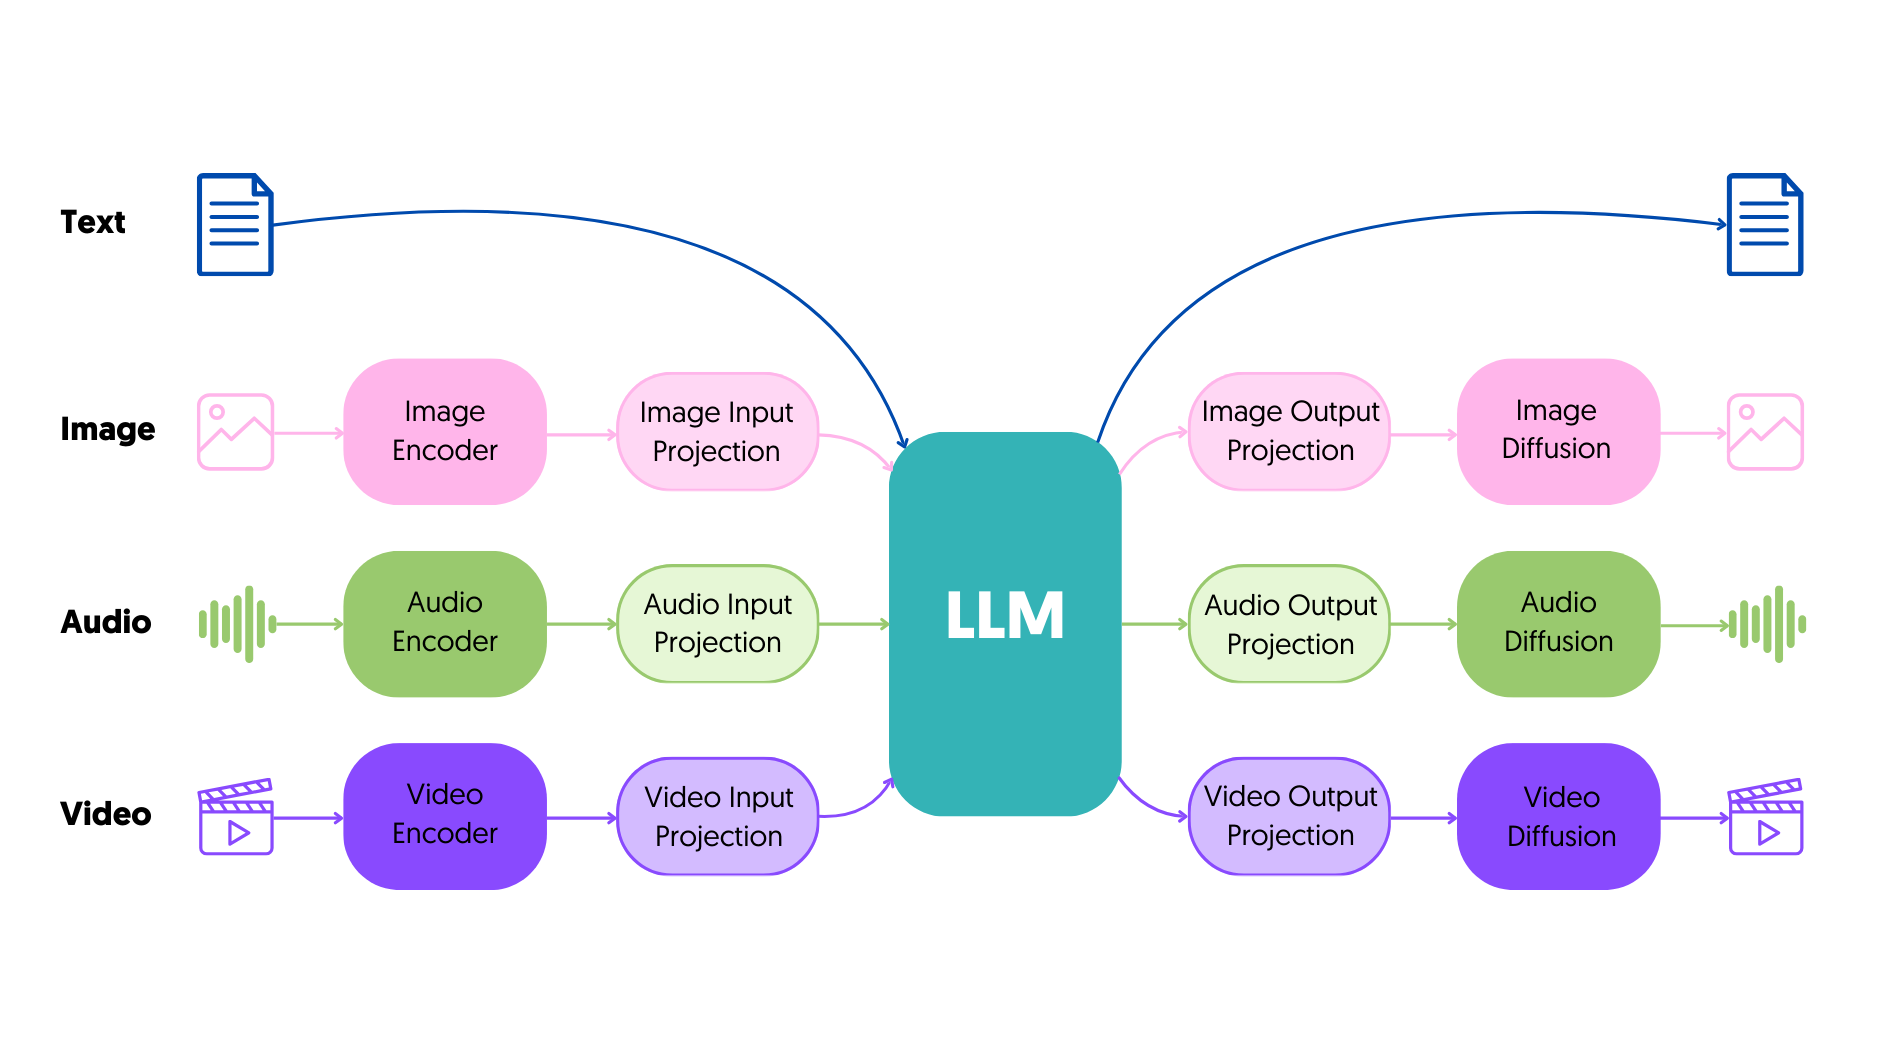 Text
Image
Image
Encoder
Image Input
Projection
Image Output
Projection
Image
Diffusion
Audio
Audio
Encoder
Audio Input
Projection
LLM
Audio Output
Projection
Audio
Diffusion
Video
Video
Encoder
Video Input
Projection
Video Output
Projection
Video
Diffusion